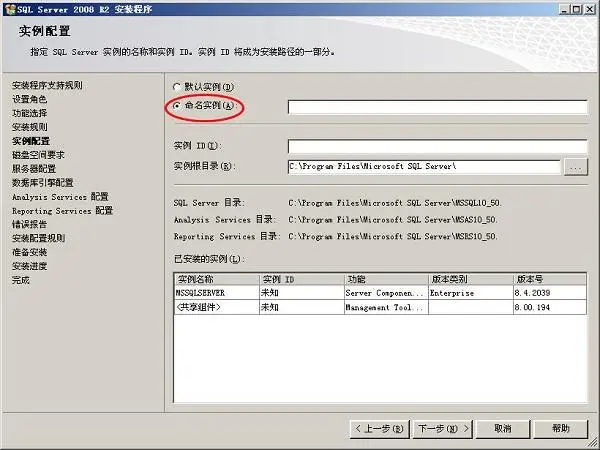 SQL Server 2008 R2 安装程序
实例配置
指定 SQL Server 实例的名称和实例 ID。实例 ID 将成为安装路径的一部分。
安装程序支持规则
设置角色
功能选择
安装规则
实例配置
磁盘空间要求
服务器配置
数据库引擎配置
Analysis Services 配置
Reporting Services 配置
错误报告
安装配置规则
准备安装
安装进度
完成
默认实例(D)
命名实例(A):
实例 ID(I):
实例根目录(R): C:\Program Files\Microsoft SQL Server\ ...
SQL Server 目录: C:\Program Files\Microsoft SQL Server\MSSQL10_50.
Analysis Services 目录: C:\Program Files\Microsoft SQL Server\MSAS10_50.
Reporting Services 目录: C:\Program Files\Microsoft SQL Server\MSRS10_50.
已安装的实例(L):
实例名称 实例 ID 功能 版本类别 版本号
MSSQLSERVER 未知 Server Componen... Enterprise 8.4.2039
<共享组件> 未知 Management Tool... 8.00.194
< 上一步(B) 下一步(N) > 取消 帮助